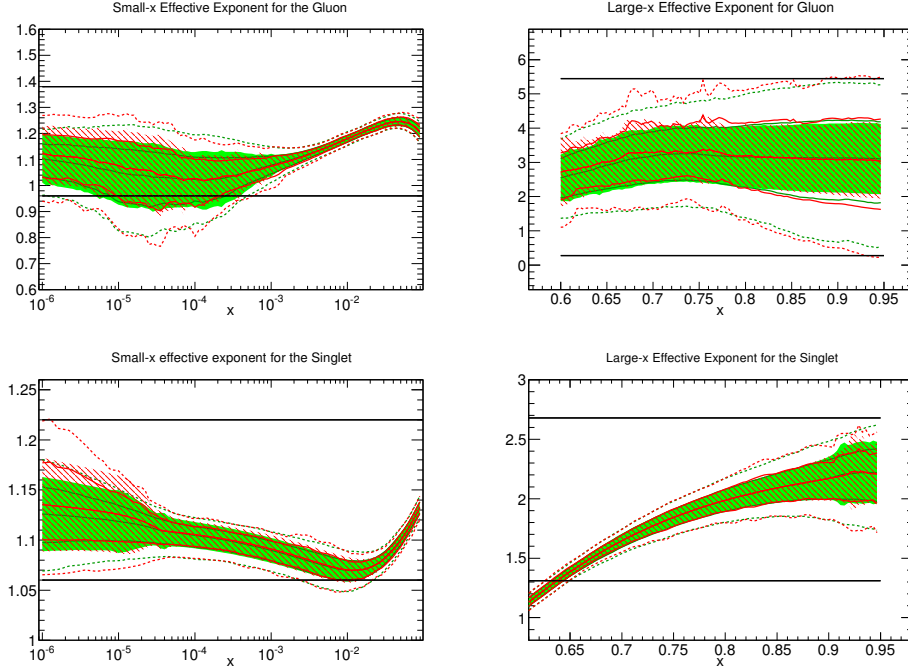 Small-x Effective Exponent for the Gluon
1.6
1.5
1.4
1.3
1.2
1.1
1
0.9
0.8
0.7
0.6
10^-6 10^-5 10^-4 10^-3 10^-2
x
Large-x Effective Exponent for Gluon
5
4
3
2
1
0
0.6 0.65 0.7 0.75 0.8 0.85 0.9 0.95
x
Small-x effective exponent for the Singlet
1.25
1.2
1.15
1.1
1.05
1
10^-6 10^-5 10^-4 10^-3 10^-2
x
Large-x Effective Exponent for the Singlet
3
2.5
2
1.5
1
0.65 0.7 0.75 0.8 0.85 0.9 0.95
x